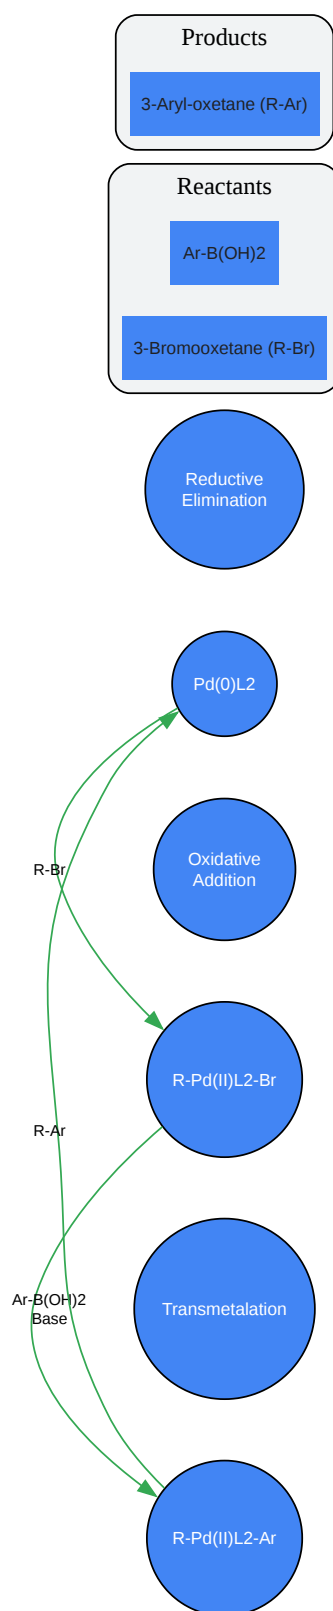 Products
3-Aryl-oxetane (R-Ar)
Reactants
Ar-B(OH)2
3-Bromooxetane (R-Br)
Reductive
Elimination
Pd(0)L2
Oxidative
Addition
R-Br
R-Pd(II)L2-Br
R-Ar
Ar-B(OH)2
Base
Transmetalation
R-Pd(II)L2-Ar